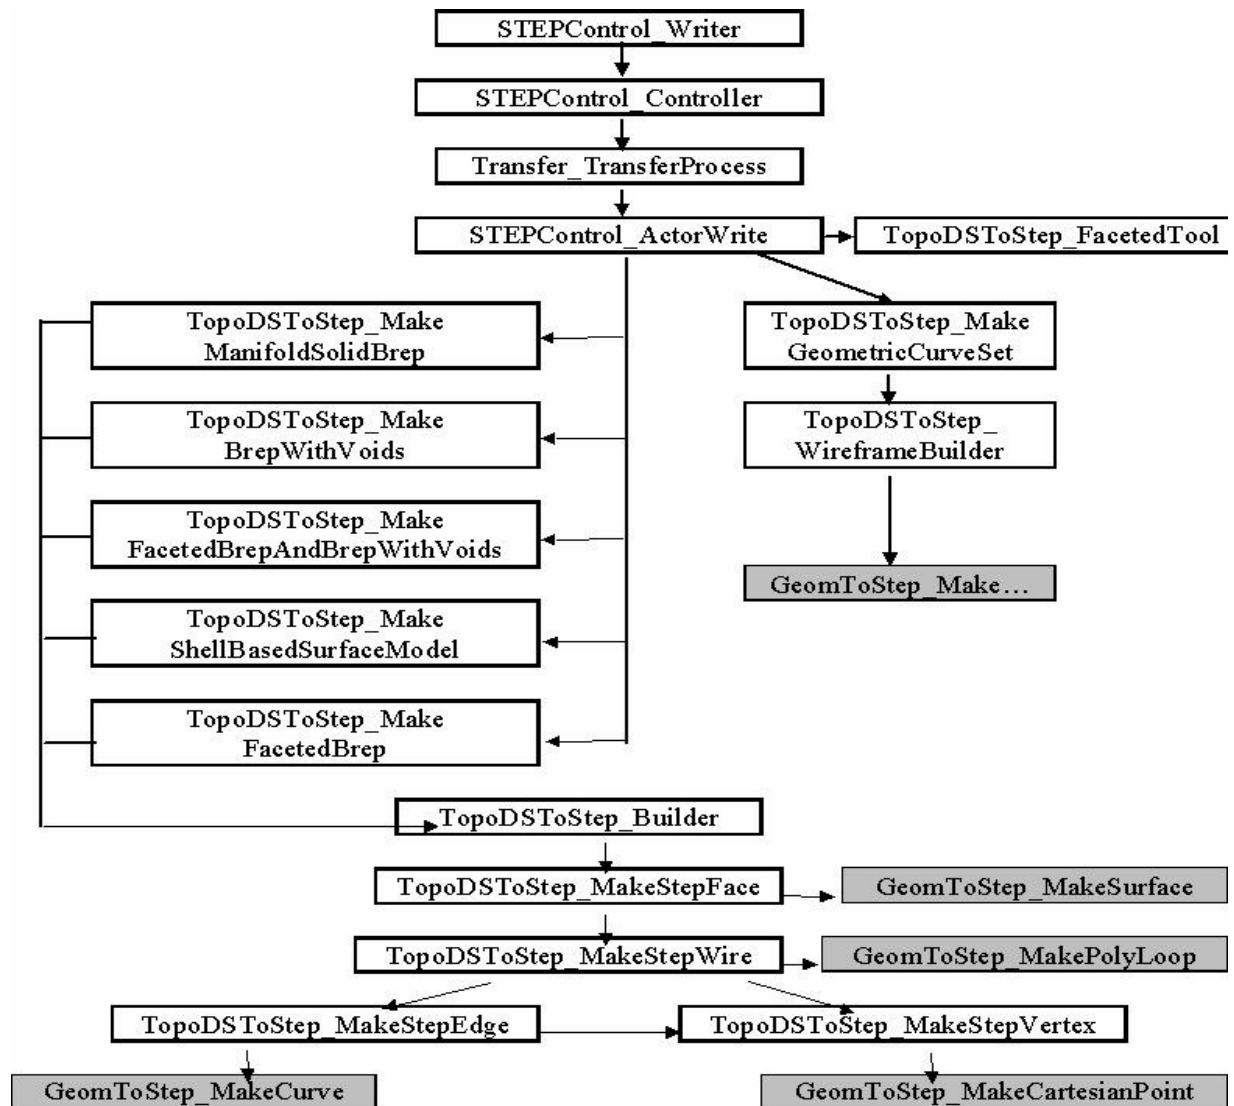 STEPControl_Writer
STEPControl_Controller
Transfer_TransferProcess
STEPControl_ActorWrite
TopoDSToStep_FacetedTool
TopoDSToStep_Make
ManifoldSolidBrep
TopoDSToStep_Make
GeometricCurveSet
TopoDSToStep_Make
BrepWithVoids
TopoDSToStep_
WireframeBuilder
TopoDSToStep_Make
FacetedBrepAndBrepWithVoids
GeomToStep_Make...
TopoDSToStep_Make
ShellBasedSurfaceModel
TopoDSToStep_Make
FacetedBrep
TopoDSToStep_Builder
TopoDSToStep_MakeStepFace
GeomToStep_MakeSurface
TopoDSToStep_MakeStepWire
GeomToStep_MakePolyLoop
TopoDSToStep_MakeStepEdge
TopoDSToStep_MakeStepVertex
GeomToStep_MakeCurve
GeomToStep_MakeCartesianPoint